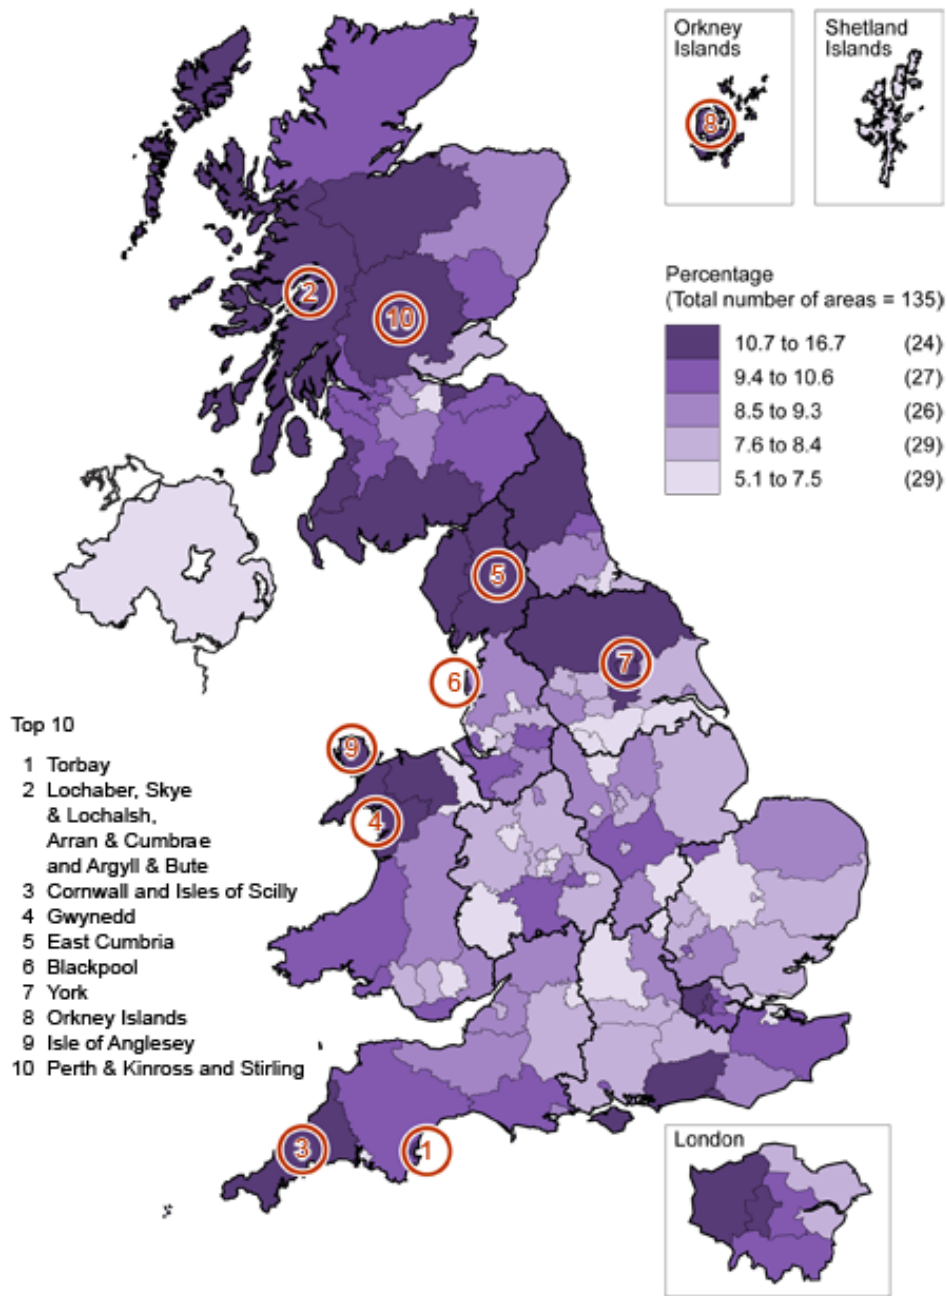 Orkney
Islands
Shetland
Islands
8
Percentage
(Total number of areas = 135)
10.7 to 16.7 (24)
9.4 to 10.6 (27)
8.5 to 9.3 (26)
7.6 to 8.4 (29)
5.1 to 7.5 (29)
2
10
5
7
6
9
4
3
1
Top 10
1 Torbay
2 Lochaber, Skye
& Lochalsh,
Arran & Cumbrae
and Argyll & Bute
3 Cornwall and Isles of Scilly
4 Gwynedd
5 East Cumbria
6 Blackpool
7 York
8 Orkney Islands
9 Isle of Anglesey
10 Perth & Kinross and Stirling
London